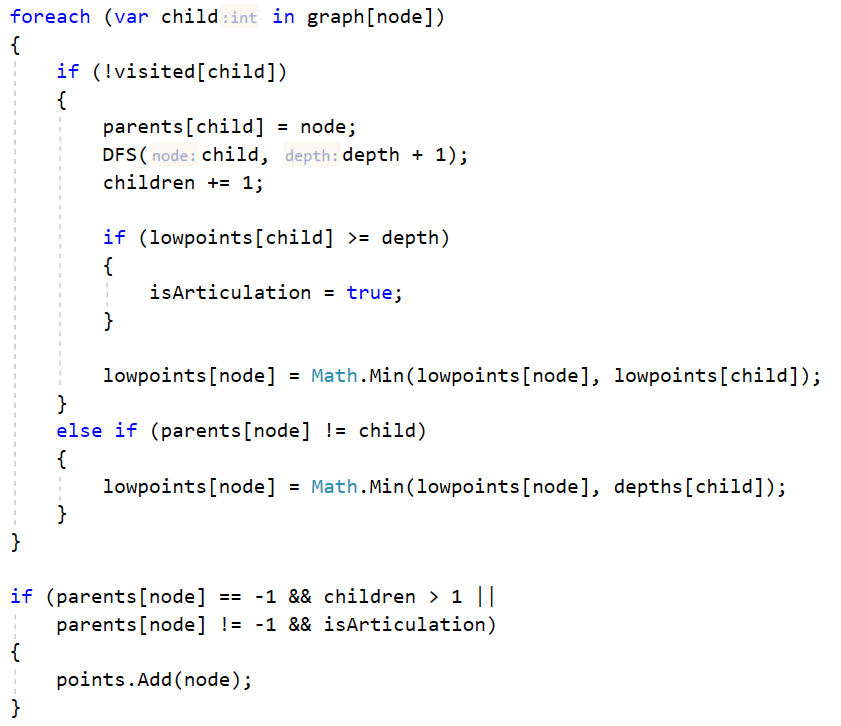 foreach (var child:int in graph[node])
{
    if (!visited[child])
    {
        parents[child] = node;
        DFS(node:child, depth:depth + 1);
        children += 1;

        if (lowpoints[child] >= depth)
        {
            isArticulation = true;
        }

        lowpoints[node] = Math.Min(lowpoints[node], lowpoints[child]);
    }
    else if (parents[node] != child)
    {
        lowpoints[node] = Math.Min(lowpoints[node], depths[child]);
    }
}

if (parents[node] == -1 && children > 1 ||
    parents[node] != -1 && isArticulation)
{
    points.Add(node);
}